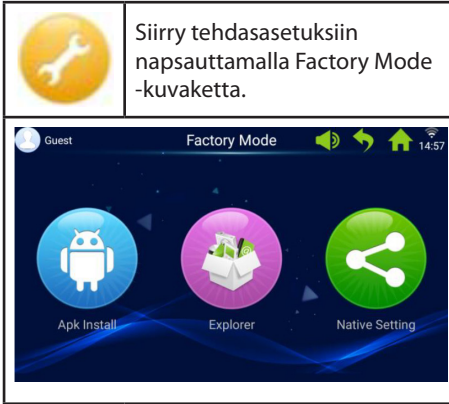 Siirry tehdasasetuksiin
napsauttamalla Factory Mode
-kuvaketta.
Guest
Factory Mode
14:57
Apk Install
Explorer
Native Setting